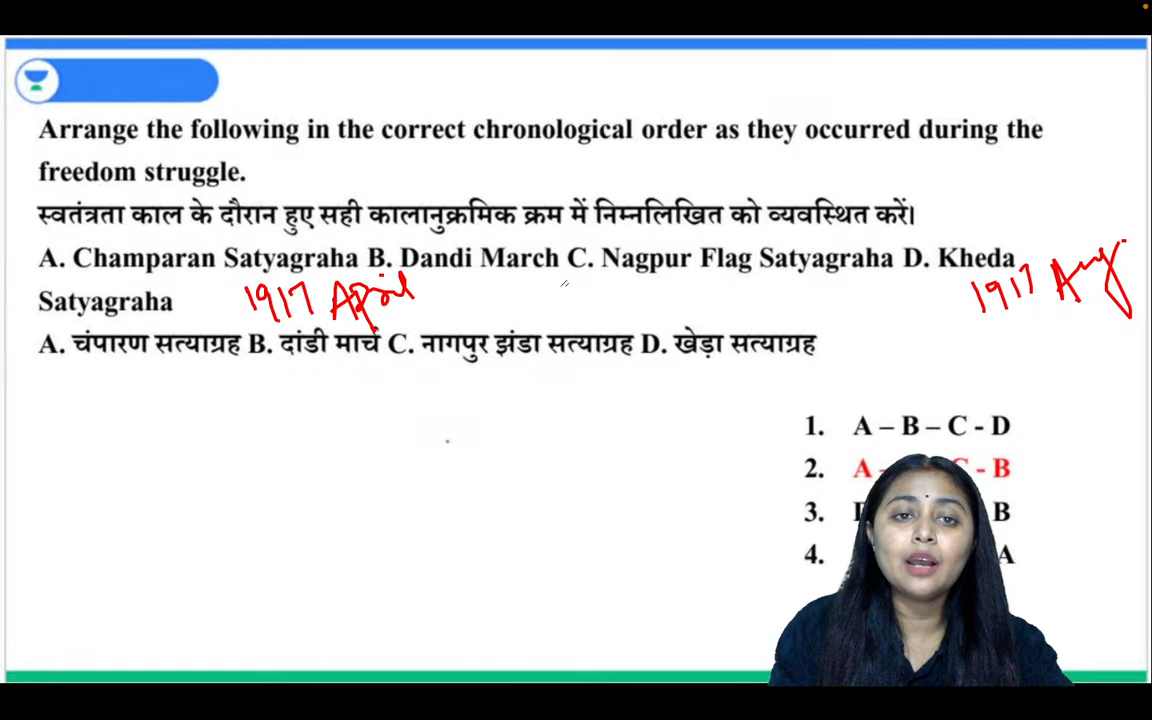 Arrange the following in the correct chronological order as they occurred during the
freedom struggle.
स्वतंत्रता काल के दौरान हुए सही कालानुक्रमिक क्रम में निम्नलिखित को व्यवस्थित करें।
A. Champaran Satyagraha B. Dandi March C. Nagpur Flag Satyagraha D. Kheda
Satyagraha
1917 April
1917 Aug
A. चंपारण सत्याग्रह B. दांडी मार्च C. नागपुर झंडा सत्याग्रह D. खेड़ा सत्याग्रह
1. A – B – C - D
2. A - C - B
3. B
4. A